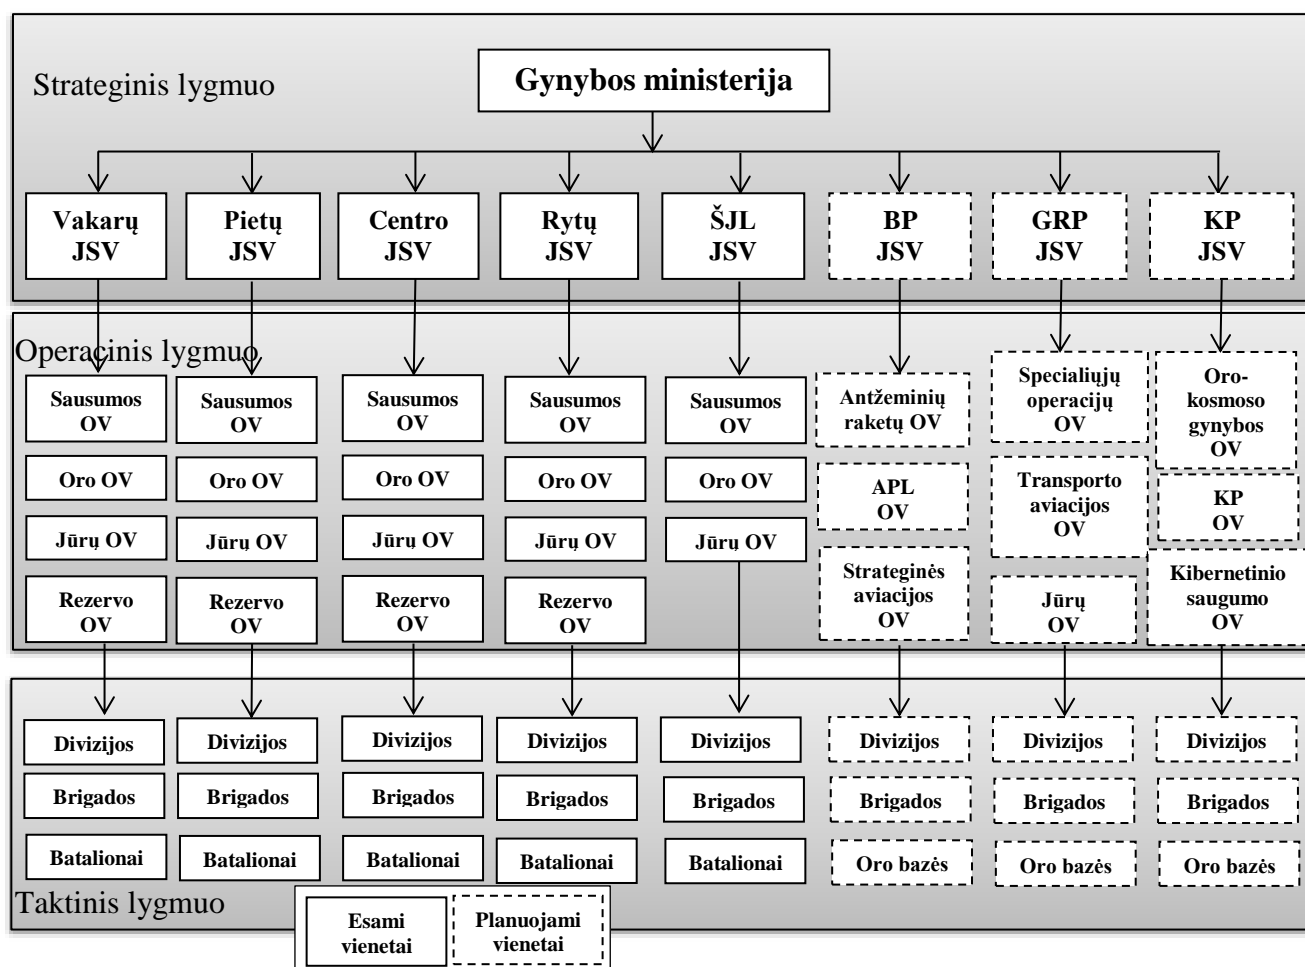 Strateginis lygmuo
Gynybos ministerija
Vakarų
JSV
Pietų
JSV
Centro
JSV
Rytų
JSV
ŠJL
JSV
BP
JSV
GRP
JSV
KP
JSV
Operacinis lygmuo
Sausumos
OV
Oro OV
Jūrų OV
Rezervo
OV
Sausumos
OV
Oro OV
Jūrų OV
Rezervo
OV
Sausumos
OV
Oro OV
Jūrų OV
Rezervo
OV
Sausumos
OV
Oro OV
Jūrų OV
Rezervo
OV
Sausumos
OV
Oro OV
Jūrų OV
Antžeminių
raketų OV
APL
OV
Strateginės
aviacijos
OV
Specialiųjų
operacijų
OV
Transporto
aviacijos
OV
Jūrų
OV
Oro-
kosmoso
gynybos
OV
KP
OV
Kibernetinio
saugumo
OV
Divizijos
Brigados
Batalionai
Divizijos
Brigados
Batalionai
Divizijos
Brigados
Batalionai
Divizijos
Brigados
Batalionai
Divizijos
Brigados
Batalionai
Divizijos
Brigados
Oro bazės
Divizijos
Brigados
Oro bazės
Divizijos
Brigados
Oro bazės
Taktinis lygmuo
Esami
vienetai
Planuojami
vienetai